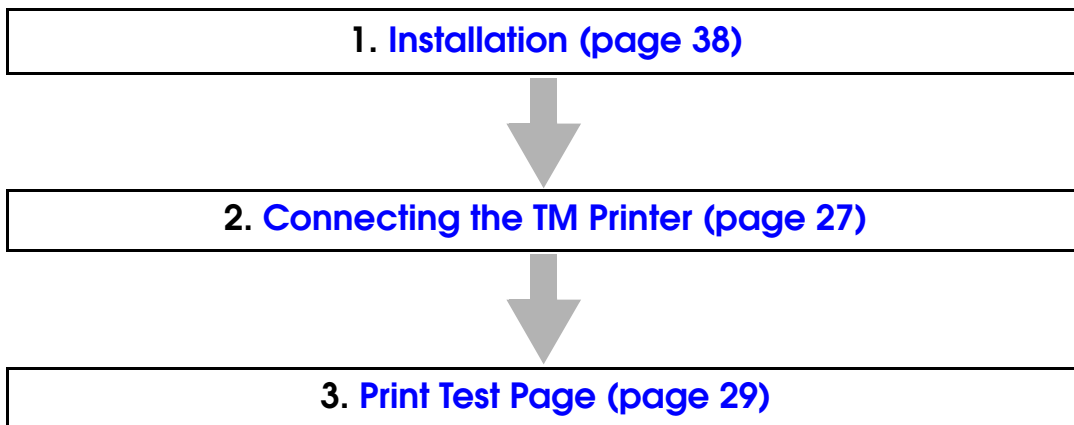 1. Installation (page 38)
2. Connecting the TM Printer (page 27)
3. Print Test Page (page 29)